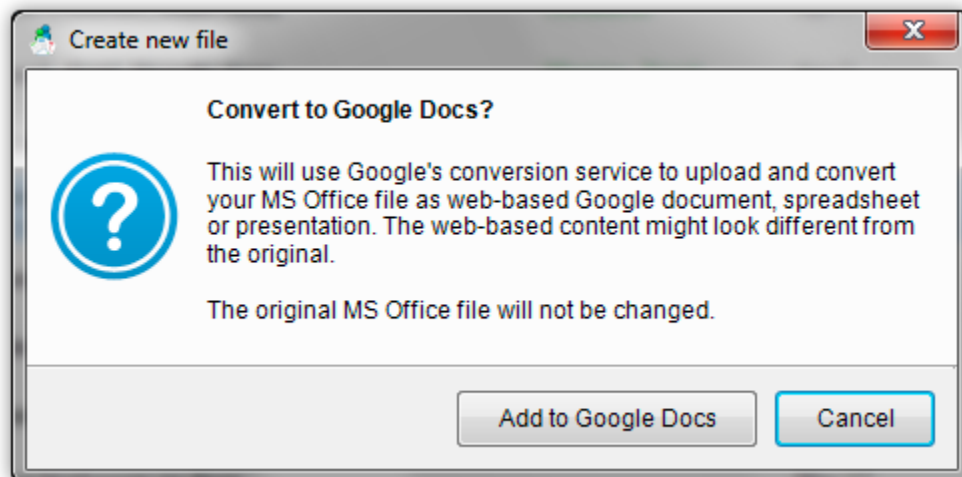 Create new file
Convert to Google Docs?
This will use Google's conversion service to upload and convert
your MS Office file as web-based Google document, spreadsheet
or presentation. The web-based content might look different from
the original.
The original MS Office file will not be changed.
Add to Google Docs
Cancel